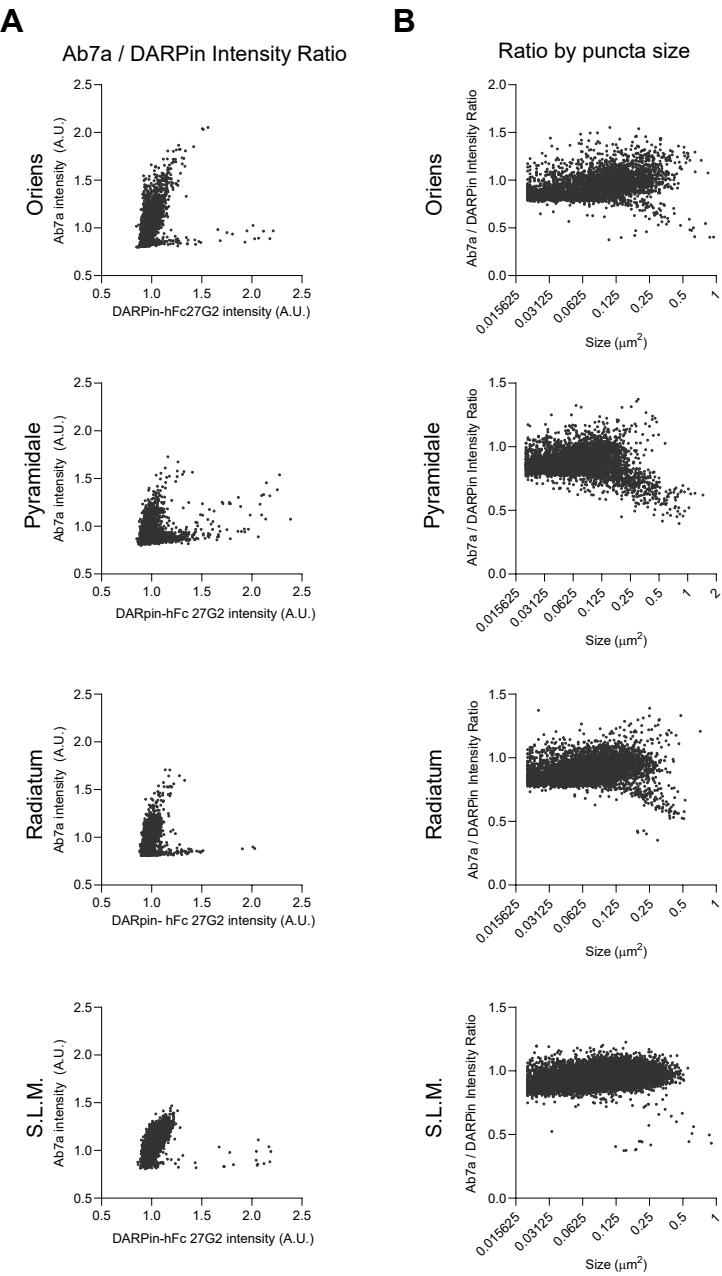 A
B
Ab7a / DARPin Intensity Ratio
Ratio by puncta size
Oriens
Ab7a intensity (A.U.)
2.5
2.0
1.5
1.0
0.5
0.5 1.0 1.5 2.0 2.5
DARPin-hFc27G2 intensity (A.U.)
Oriens
Ab7a / DARPin Intensity Ratio
2.0
1.5
1.0
0.5
0.0
0.015625 0.03125 0.0625 0.125 0.25 0.5 1
Size (μm²)
Pyramidale
Ab7a intensity (A.U.)
2.5
2.0
1.5
1.0
0.5
0.5 1.0 1.5 2.0 2.5
DARpin-hFc 27G2 intensity (A.U.)
Pyramidale
Ab7a / DARPin Intensity Ratio
1.5
1.0
0.5
0.0
0.015625 0.03125 0.0625 0.125 0.25 0.5 1 2
Size (μm²)
Radiatum
Ab7a intensity (A.U.)
2.5
2.0
1.5
1.0
0.5
0.5 1.0 1.5 2.0 2.5
DARpin- hFc 27G2 intensity (A.U.)
Radiatum
Ab7a / DARPin Intensity Ratio
1.5
1.0
0.5
0.0
0.015625 0.03125 0.0625 0.125 0.25 0.5 1
Size (μm²)
S.L.M.
Ab7a intensity (A.U.)
2.5
2.0
1.5
1.0
0.5
0.5 1.0 1.5 2.0 2.5
DARPin-hFc 27G2 intensity (A.U.)
S.L.M.
Ab7a / DARPin Intensity Ratio
1.5
1.0
0.5
0.0
0.015625 0.03125 0.0625 0.125 0.25 0.5 1
Size (μm²)